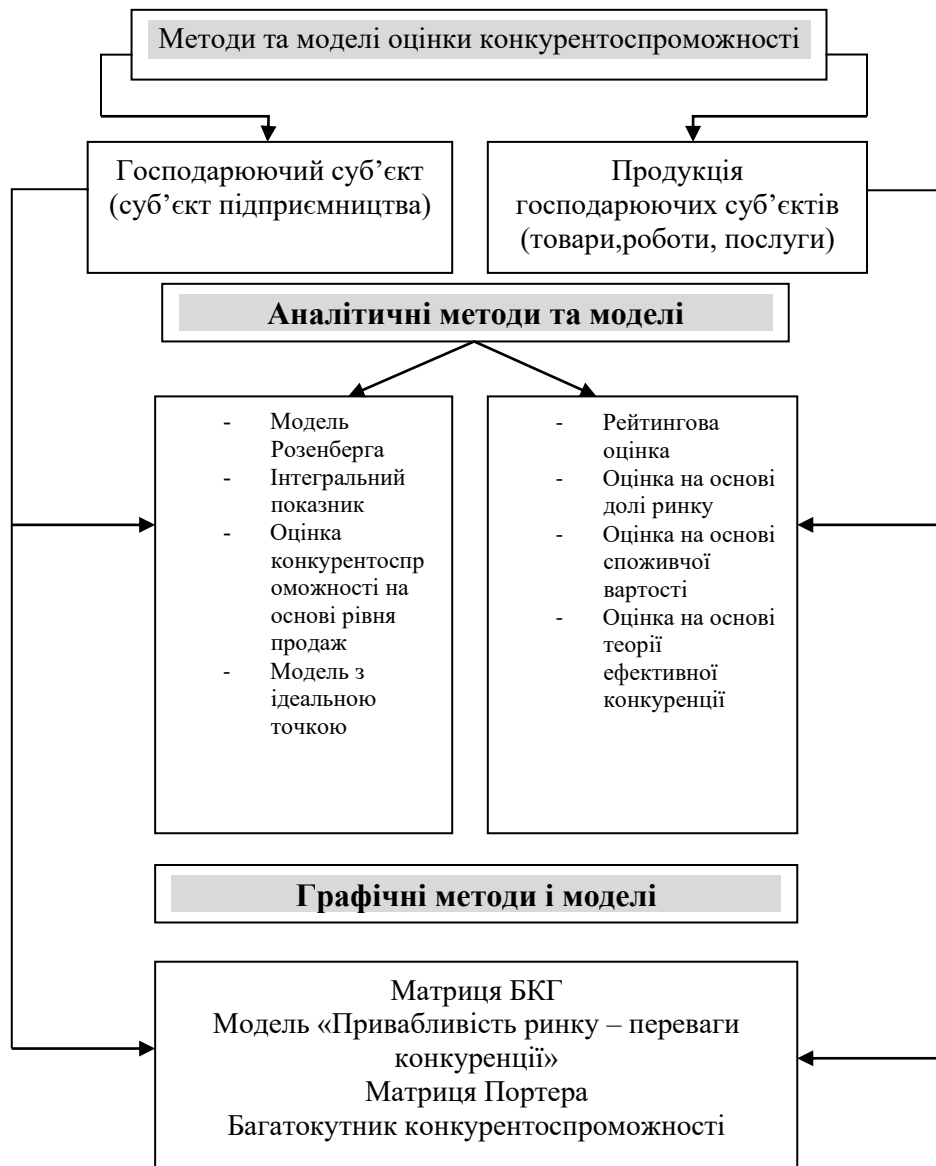 Методи та моделі оцінки конкурентоспроможності
Господарюючий суб’єкт
(суб’єкт підприємництва)
Продукція
господарюючих суб’єктів
(товари,роботи, послуги)
Аналітичні методи та моделі
- Модель
Розенберга
- Інтегральний
показник
- Оцінка
конкурентоспр
оможності на
основі рівня
продаж
- Модель з
ідеальною
точкою
- Рейтингова
оцінка
- Оцінка на основі
долі ринку
- Оцінка на основі
споживчої
вартості
- Оцінка на основі
теорії
ефективної
конкуренції
Графічні методи і моделі
Матриця БКГ
Модель «Привабливість ринку – переваги
конкуренції»
Матриця Портера
Багатокутник конкурентоспроможності